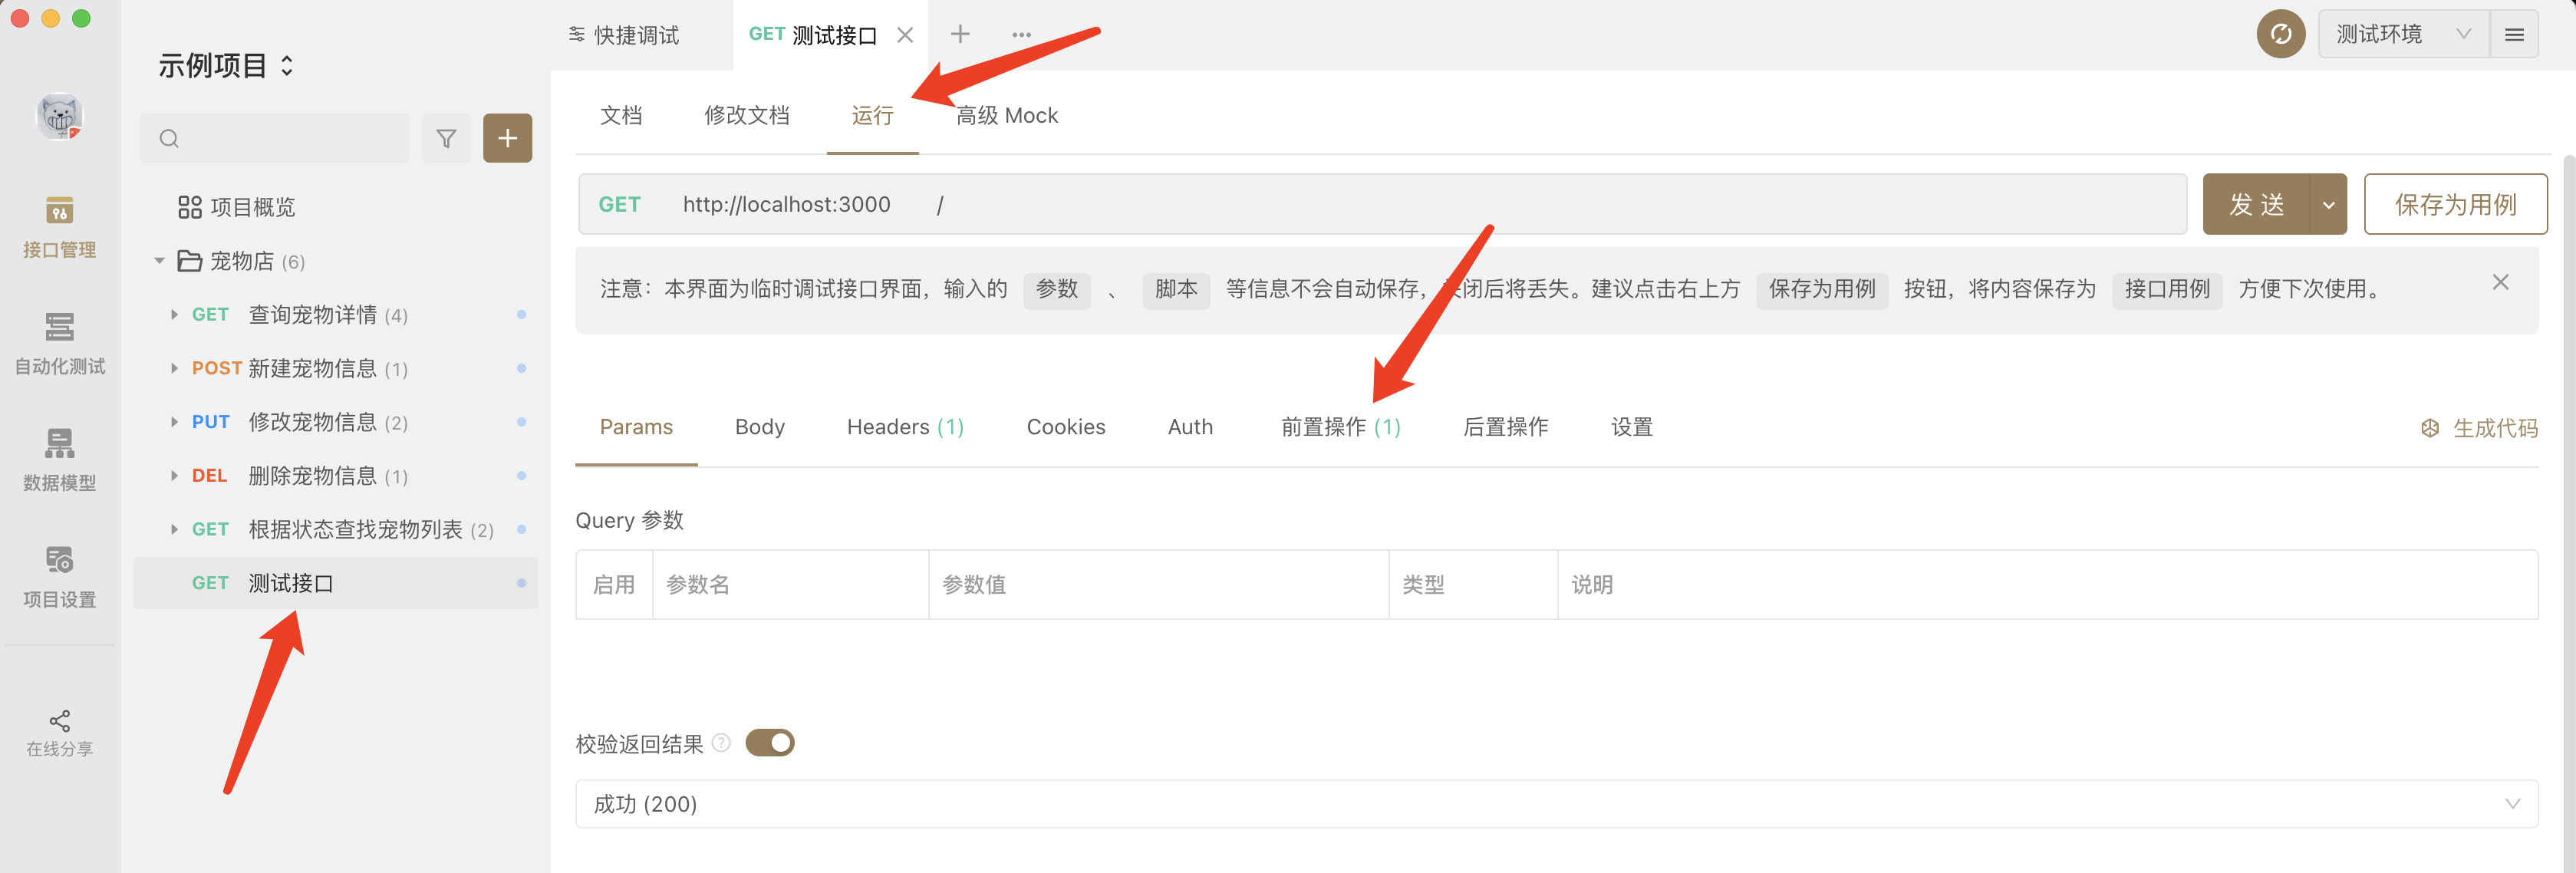 示例项目
快捷调试
GET 测试接口
测试环境
接口管理
自动化测试
数据模型
项目设置
在线分享
项目概览
宠物店 (6)
GET 查询宠物详情 (4)
POST 新建宠物信息 (1)
PUT 修改宠物信息 (2)
DEL 删除宠物信息 (1)
GET 根据状态查找宠物列表 (2)
GET 测试接口
文档 修改文档 运行 高级 Mock
GET http://localhost:3000 /
发 送
保存为用例
注意：本界面为临时调试接口界面，输入的 参数 、 脚本 等信息不会自动保存，闭后将丢失。建议点击右上方 保存为用例 按钮，将内容保存为 接口用例 方便下次使用。
Params Body Headers (1) Cookies Auth 前置操作 (1) 后置操作 设置
生成代码
Query 参数
启用 参数名 参数值 类型 说明
校验返回结果 ?
成功 (200)